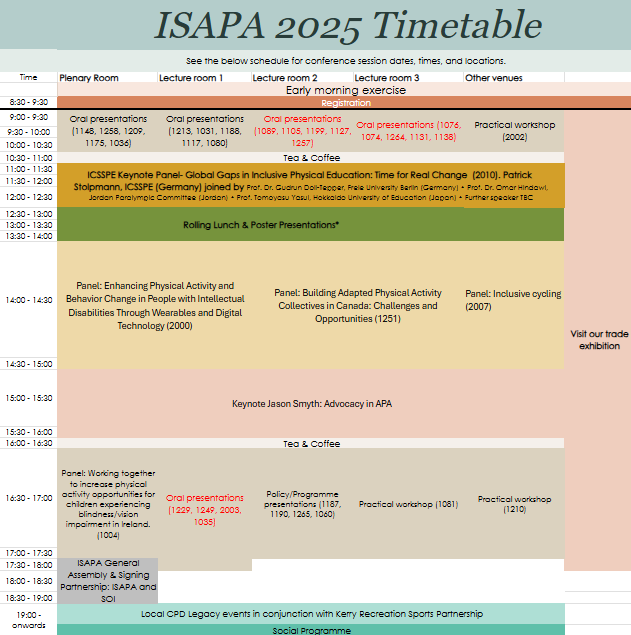 ISAPA 2025 Timetable
See the below schedule for conference session dates, times, and locations.
Time
Plenary Room
Lecture room 1
Lecture room 2
Lecture room 3
Other venues
Early morning exercise
8:30 - 9:30
Registration
9:00 - 9:30
9:30 - 10:00
10:00 - 10:30
Oral presentations
(1148, 1258, 1209,
1175, 1036)
Oral presentations
(1213, 1031, 1188,
1117, 1080)
Oral presentations
(1089, 1105, 1199, 1127,
1257)
Oral presentations (1076,
1074, 1264, 1131, 1138)
Practical workshop
(2002)
10:30 - 11:00
Tea & Coffee
11:00 - 11:30
11:30 - 12:00
12:00 - 12:30
ICSSPE Keynote Panel- Global Gaps in Inclusive Physical Education: Time for Real Change (2010). Patrick
Stolpmann, ICSSPE (Germany) joined by Prof. Dr. Gudrun Doll-Tepper, Freie University Berlin (Germany) • Prof. Dr. Omar Hindawi,
Jordan Paralympic Committee (Jordan) • Prof. Tomoyasu Yasui, Hokkaido University of Education (Japan) • Further speaker TBC
12:30 - 13:00
13:00 - 13:30
13:30 - 14:00
Rolling Lunch & Poster Presentations*
14:00 - 14:30
Panel: Enhancing Physical Activity and
Behavior Change in People with Intellectual
Disabilities Through Wearables and Digital
Technology (2000)
Panel: Building Adapted Physical Activity
Collectives in Canada: Challenges and
Opportunities (1251)
Panel: Inclusive cycling
(2007)
Visit our trade
exhibition
14:30 - 15:00
15:00 - 15:30
Keynote Jason Smyth: Advocacy in APA
15:30 - 16:00
16:00 - 16:30
Tea & Coffee
16:30 - 17:00
Panel: Working together
to increase physical
activity opportunities for
children experiencing
blindness/vision
impairment in Ireland.
(1004)
Oral presentations
(1229, 1249, 2003,
1035)
Policy/Programme
presentations (1187,
1190, 1265, 1060)
Practical workshop (1081)
Practical workshop
(1210)
17:00 - 17:30
17:30 - 18:00
18:00 - 18:30
18:30 - 19:00
ISAPA General
Assembly & Signing
Partnership: ISAPA and
SOI
19:00 -
onwards
Local CPD Legacy events in conjunction with Kerry Recreation Sports Partnership
Social Programme